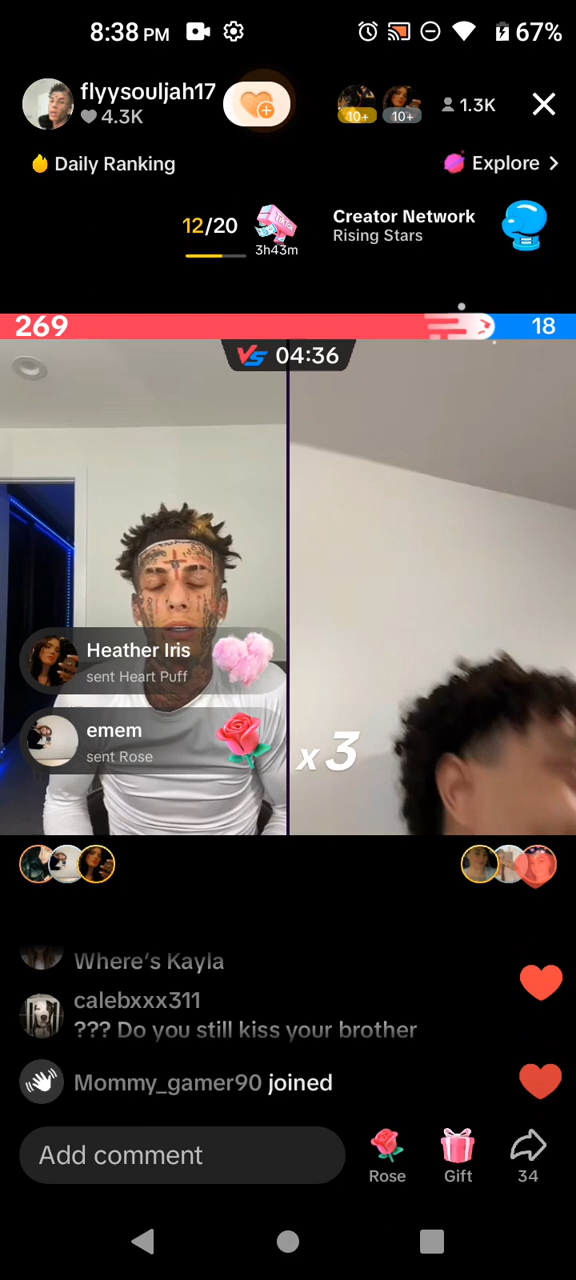 8:38 PM 67%
flyysouljah17
4.3K
10+ 10+ 1.3K
Daily Ranking Explore
12/20
3h43m
Creator Network
Rising Stars
269 18
VS 04:36
Heather Iris
sent Heart Puff
emem
sent Rose
x 3
Where's Kayla
calebxxx311
??? Do you still kiss your brother
Mommy_gamer90 joined
Add comment
Rose
Gift
34